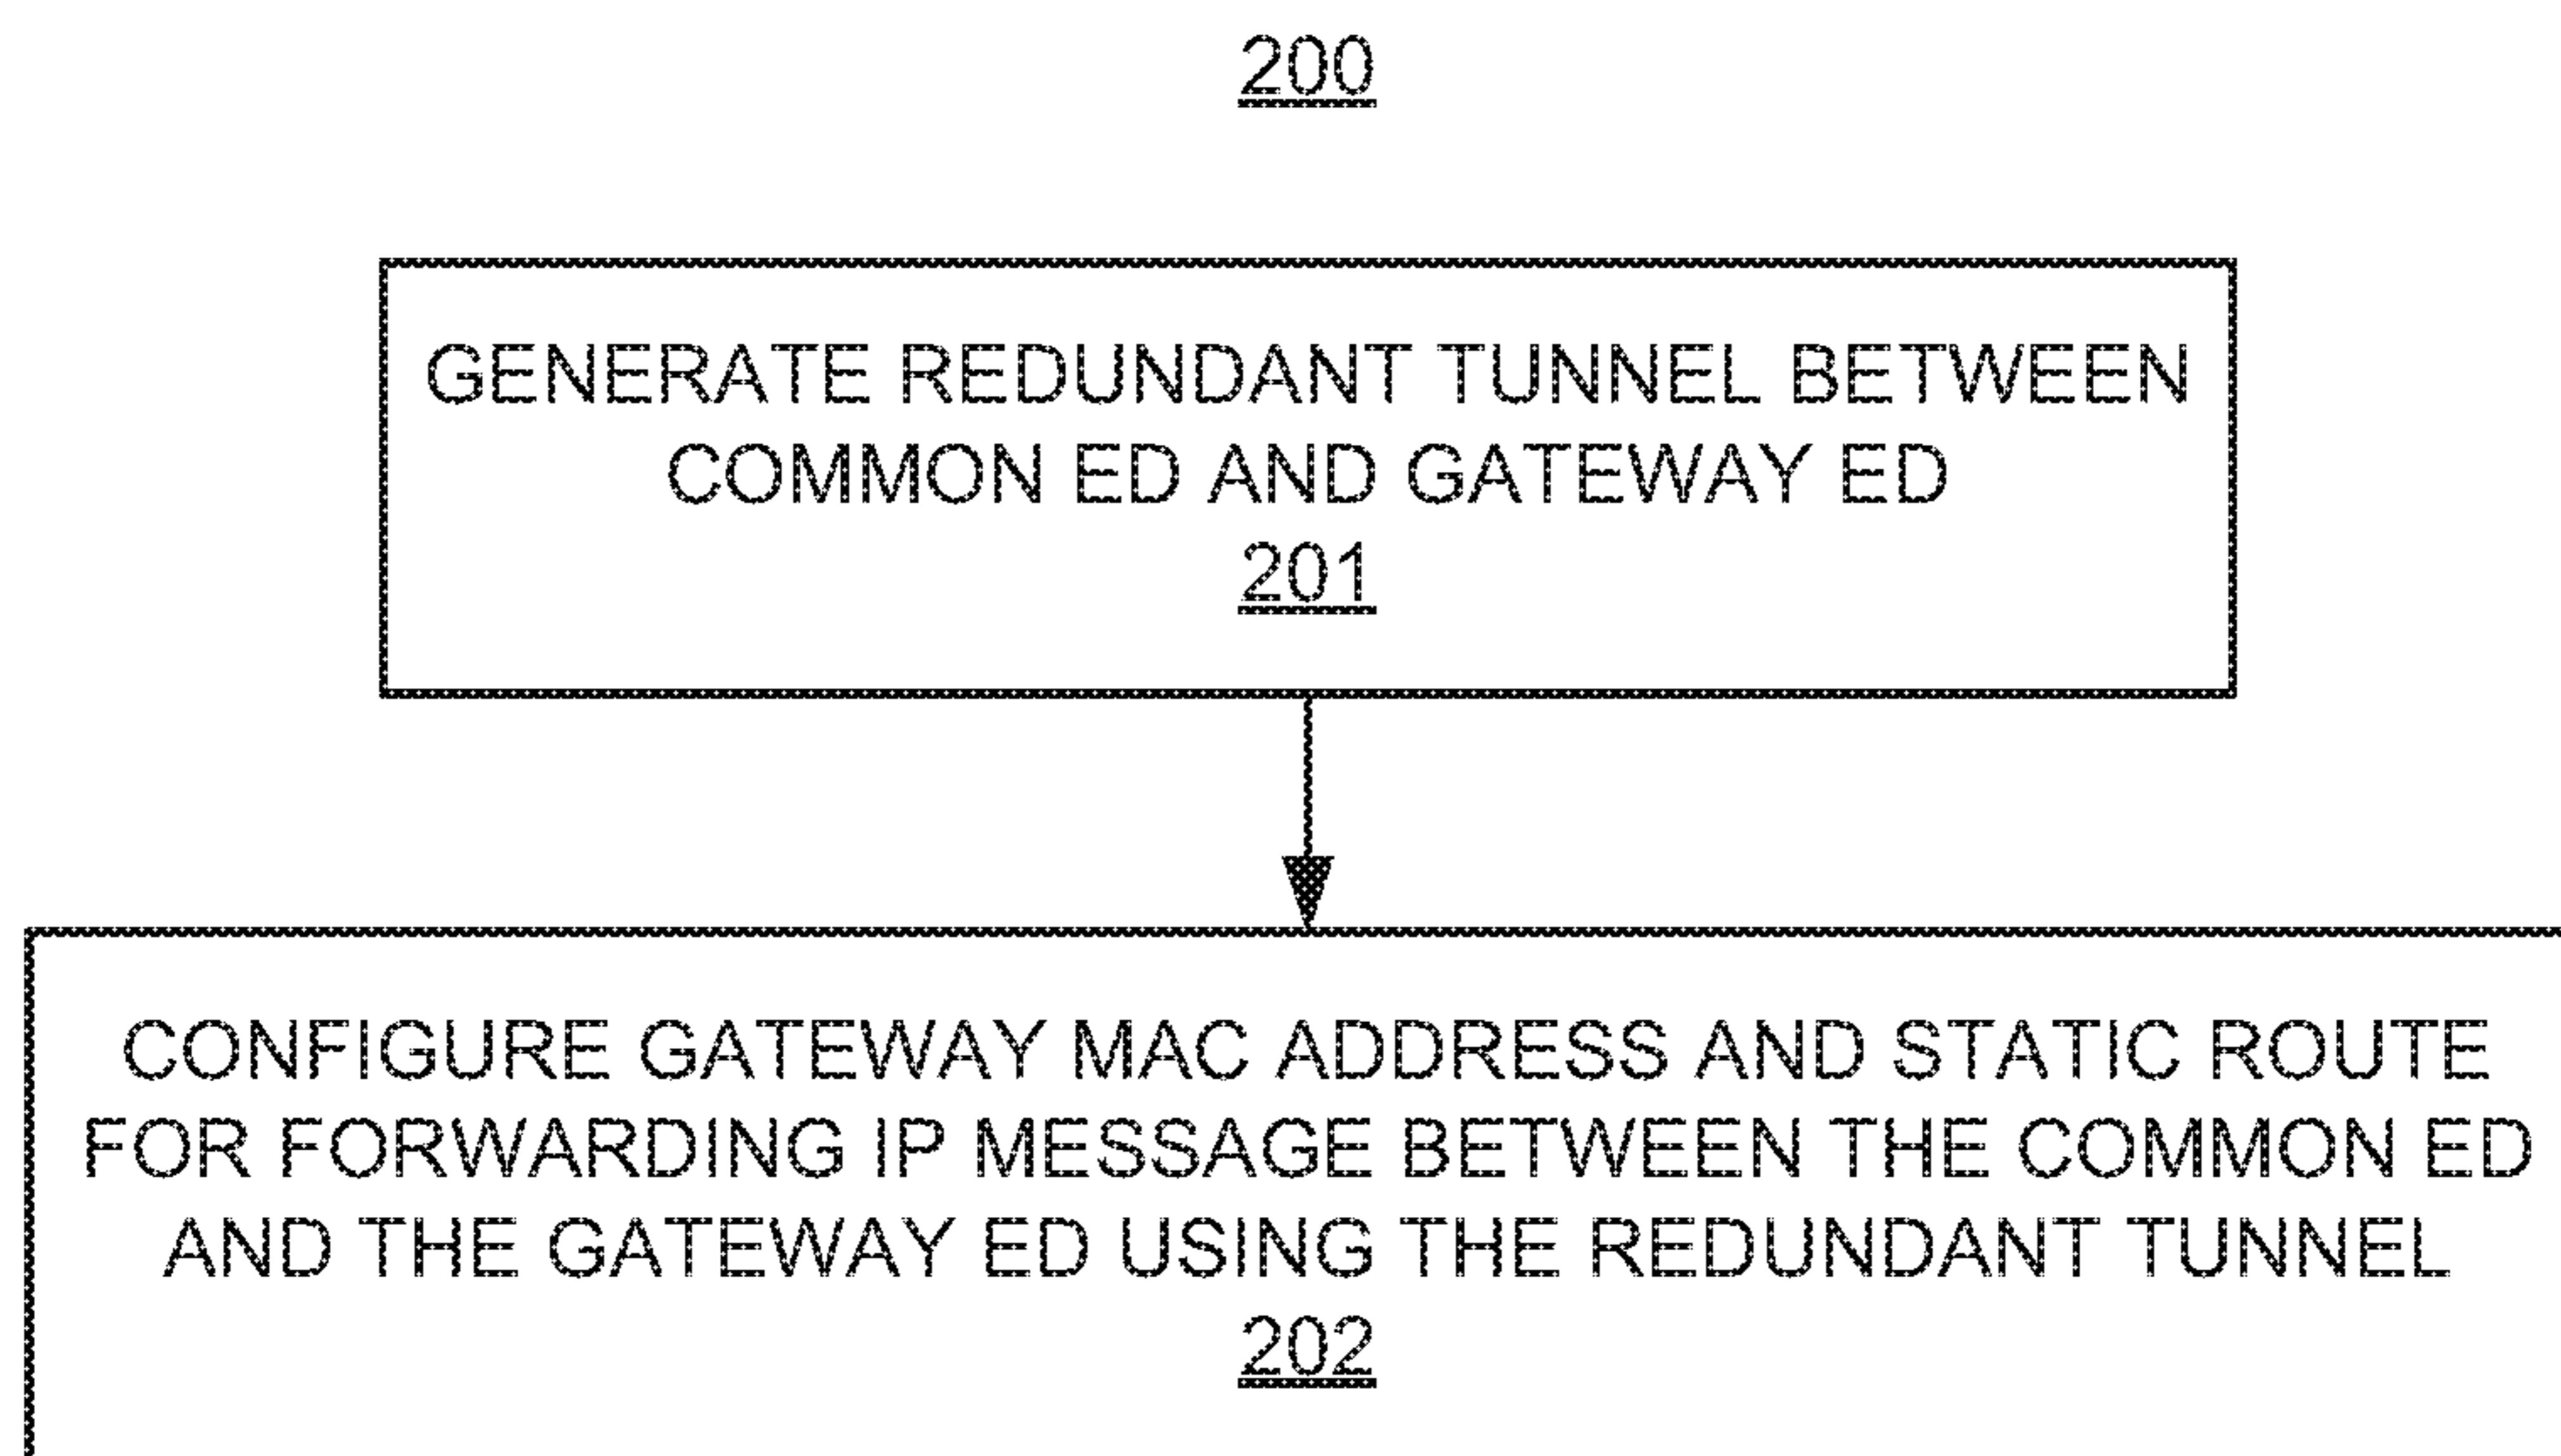 200
GENERATE REDUNDANT TUNNEL BETWEEN
COMMON ED AND GATEWAY ED
201
CONFIGURE GATEWAY MAC ADDRESS AND STATIC ROUTE
FOR FORWARDING IP MESSAGE BETWEEN THE COMMON ED
AND THE GATEWAY ED USING THE REDUNDANT TUNNEL
202